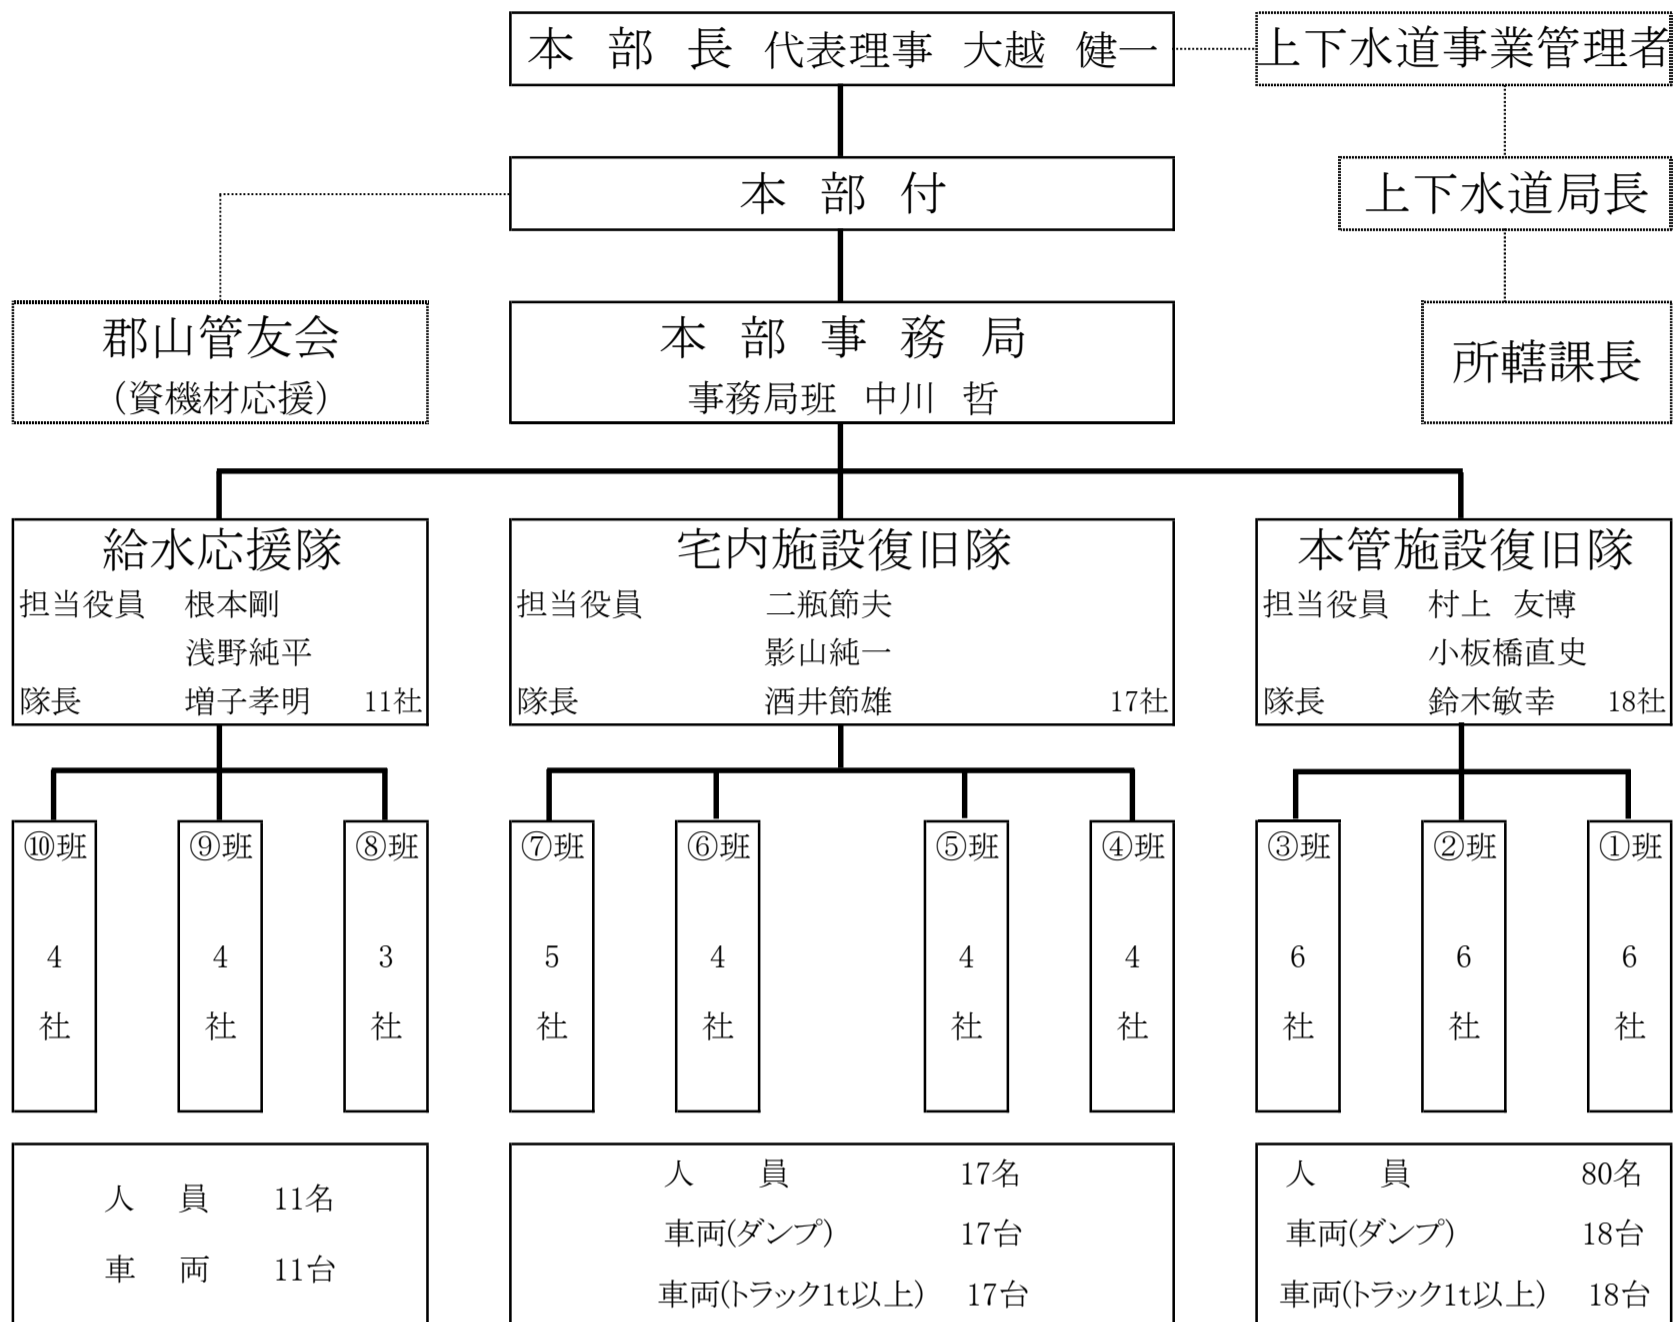 本部長 代表理事 大越 健一
上下水道事業管理者
本部付
上下水道局長
郡山管友会
(資機材応援)
本部事務局
事務局班 中川 哲
所轄課長
給水応援隊
担当役員 根本剛
浅野純平
隊長 増子孝明 11社
宅内施設復旧隊
担当役員 二瓶節夫
影山純一
隊長 酒井節雄 17社
本管施設復旧隊
担当役員 村上 友博
小板橋直史
隊長 鈴木敏幸 18社
⑩班
4
社
⑨班
4
社
⑧班
3
社
⑦班
5
社
⑥班
4
社
⑤班
4
社
④班
4
社
③班
6
社
②班
6
社
①班
6
社
人員 11名
車両 11台
人員 17名
車両(ダンプ) 17台
車両(トラック1t以上) 17台
人員 80名
車両(ダンプ) 18台
車両(トラック1t以上) 18台